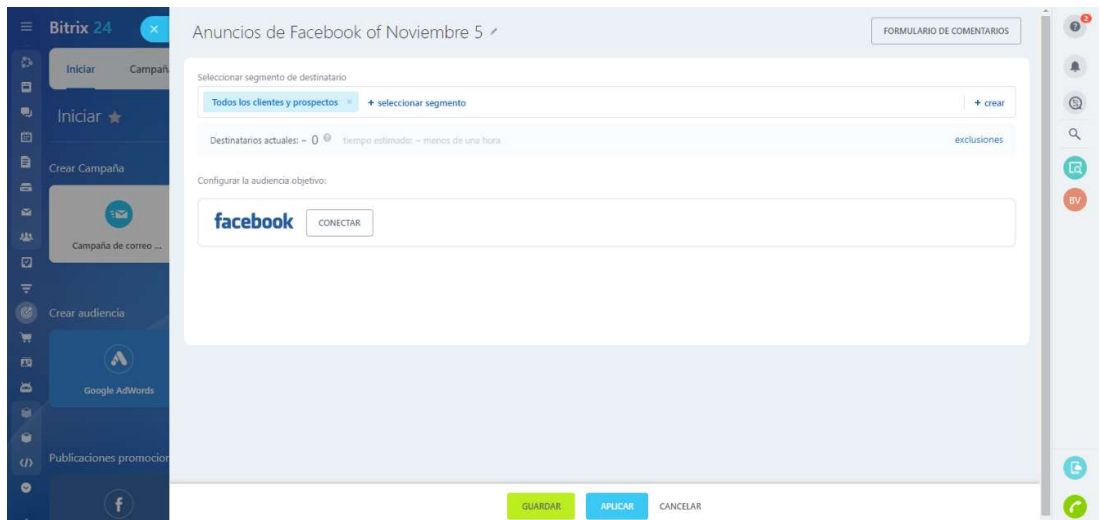 Bitrix 24
Iniciar Campañ
Iniciar
Crear Campaña
Campaña de correo ...
Crear audiencia
Google AdWords
Publicaciones promocion
Anuncios de Facebook of Noviembre 5
FORMULARIO DE COMENTARIOS
Seleccionar segmento de destinatario
Todos los clientes y prospectos × + seleccionar segmento + crear
Destinatarios actuales: ~ 0 tiempo estimado: ~ menos de una hora exclusiones
Configurar la audiencia objetivo:
facebook CONECTAR
GUARDAR APLICAR CANCELAR
2
BV